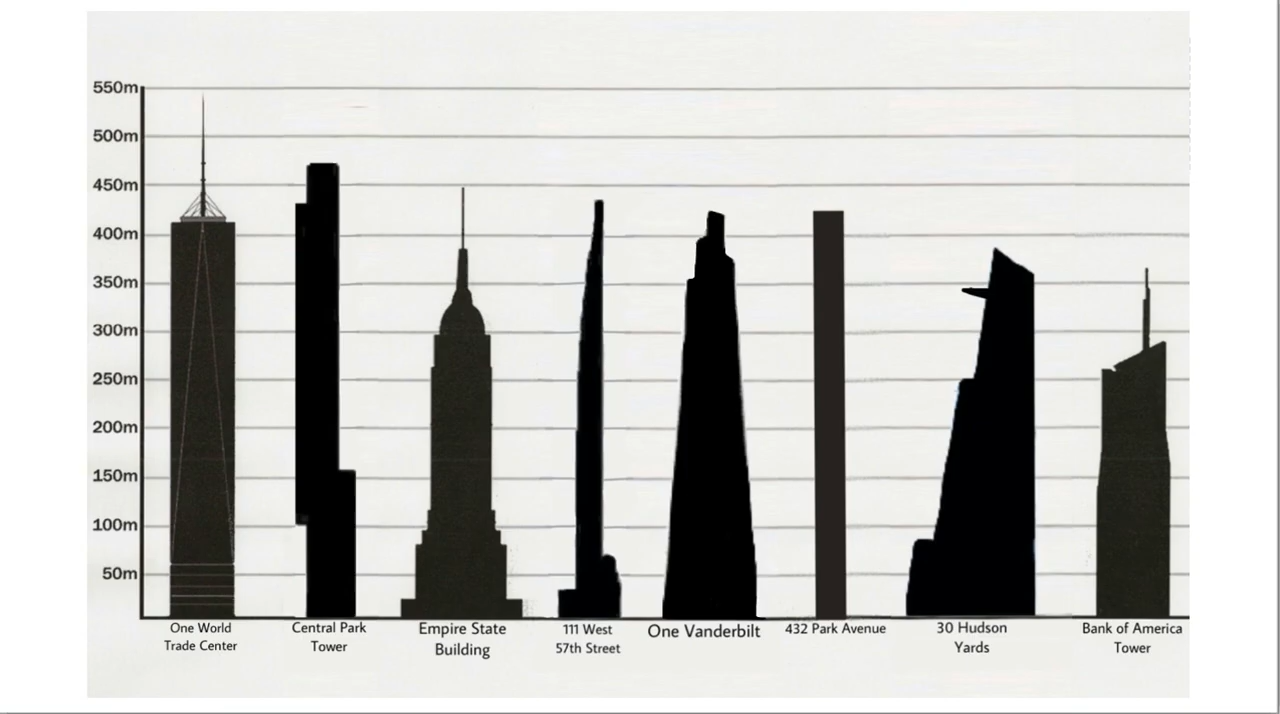 550m
500m
450m
400m
350m
300m
250m
200m
150m
100m
50m
One World
Trade Center
Central Park
Tower
Empire State
Building
111 West
57th Street
One Vanderbilt
432 Park Avenue
30 Hudson
Yards
Bank of America
Tower